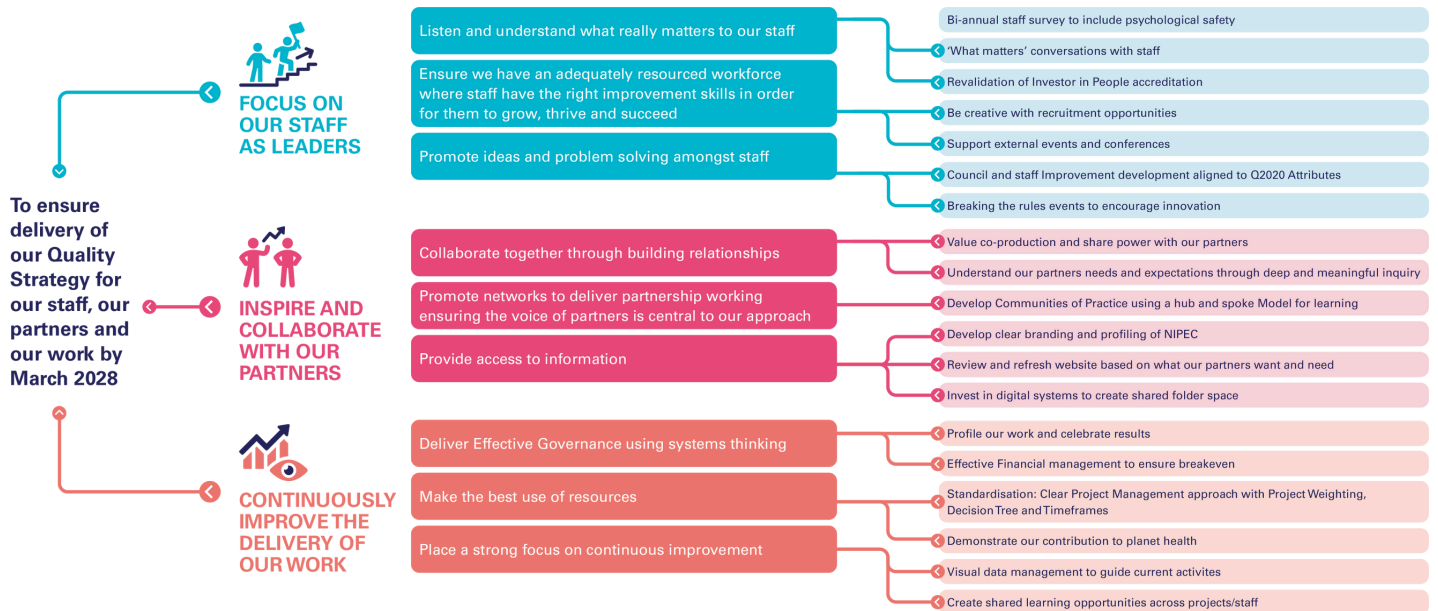 To ensure
delivery of
our Quality
Strategy for
our staff, our
partners and
our work by
March 2028
FOCUS ON
OUR STAFF
AS LEADERS
Listen and understand what really matters to our staff
Ensure we have an adequately resourced workforce
where staff have the right improvement skills in order
for them to grow, thrive and succeed
Promote ideas and problem solving amongst staff
Bi-annual staff survey to include psychological safety
‘What matters’ conversations with staff
Revalidation of Investor in People accreditation
Be creative with recruitment opportunities
Support external events and conferences
Council and staff Improvement development aligned to Q2020 Attributes
Breaking the rules events to encourage innovation
INSPIRE AND
COLLABORATE
WITH OUR
PARTNERS
Collaborate together through building relationships
Promote networks to deliver partnership working
ensuring the voice of partners is central to our approach
Provide access to information
Value co-production and share power with our partners
Understand our partners needs and expectations through deep and meaningful inquiry
Develop Communities of Practice using a hub and spoke Model for learning
Develop clear branding and profiling of NIPEC
Review and refresh website based on what our partners want and need
Invest in digital systems to create shared folder space
CONTINUOUSLY
IMPROVE THE
DELIVERY OF
OUR WORK
Deliver Effective Governance using systems thinking
Make the best use of resources
Place a strong focus on continuous improvement
Profile our work and celebrate results
Effective Financial management to ensure breakeven
Standardisation: Clear Project Management approach with Project Weighting,
Decision Tree and Timeframes
Demonstrate our contribution to planet health
Visual data management to guide current activites
Create shared learning opportunities across projects/staff